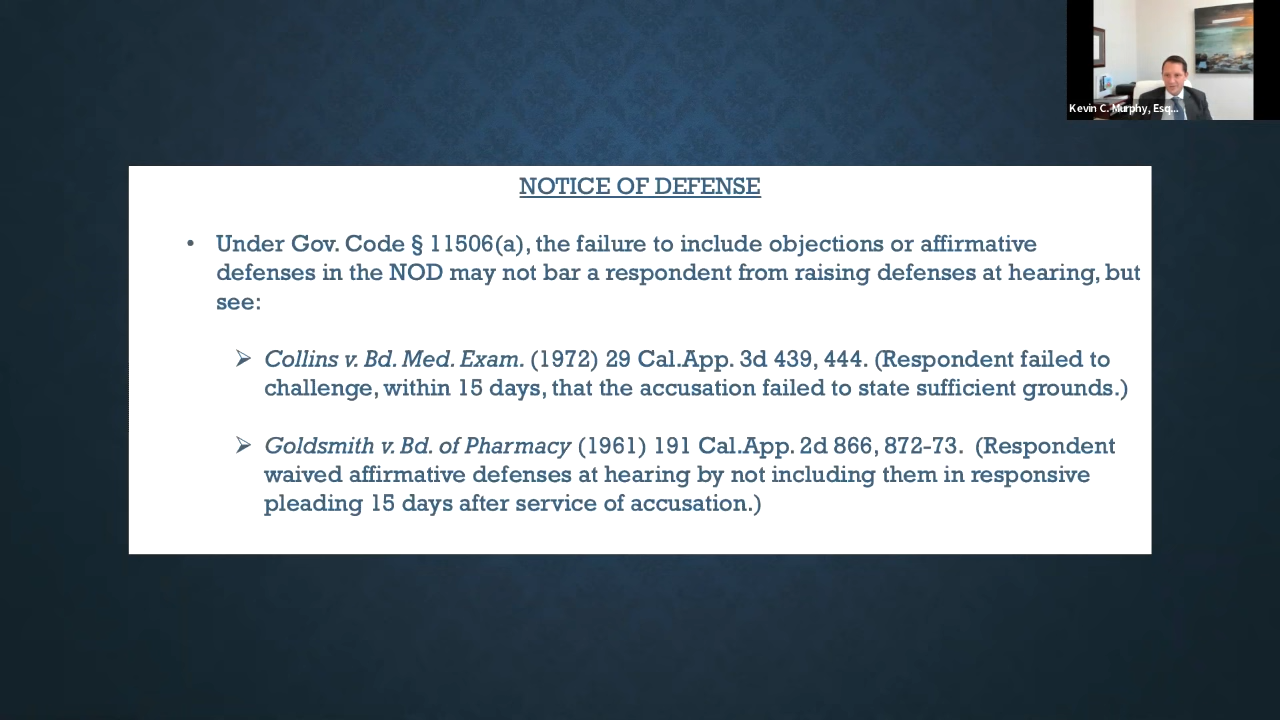 Kevin C. Murphy, Esq...
NOTICE OF DEFENSE
• Under Gov. Code § 11506(a), the failure to include objections or affirmative
defenses in the NOD may not bar a respondent from raising defenses at hearing, but
see:
➢ Collins v. Bd. Med. Exam. (1972) 29 Cal.App. 3d 439, 444. (Respondent failed to
challenge, within 15 days, that the accusation failed to state sufficient grounds.)
➢ Goldsmith v. Bd. of Pharmacy (1961) 191 Cal.App. 2d 866, 872-73. (Respondent
waived affirmative defenses at hearing by not including them in responsive
pleading 15 days after service of accusation.)